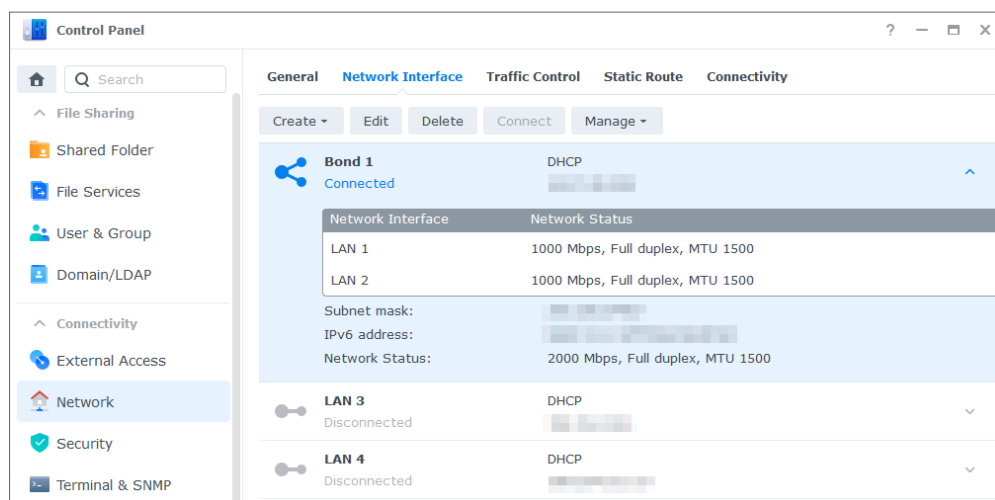 Control Panel
?
Search
File Sharing
Shared Folder
File Services
User & Group
Domain/LDAP
Connectivity
External Access
Network
Security
Terminal & SNMP
General Network Interface Traffic Control Static Route Connectivity
Create Edit Delete Connect Manage
Bond 1 DHCP
Connected
Network Interface Network Status
LAN 1 1000 Mbps, Full duplex, MTU 1500
LAN 2 1000 Mbps, Full duplex, MTU 1500
Subnet mask:
IPv6 address:
Network Status: 2000 Mbps, Full duplex, MTU 1500
LAN 3 DHCP
Disconnected
LAN 4 DHCP
Disconnected